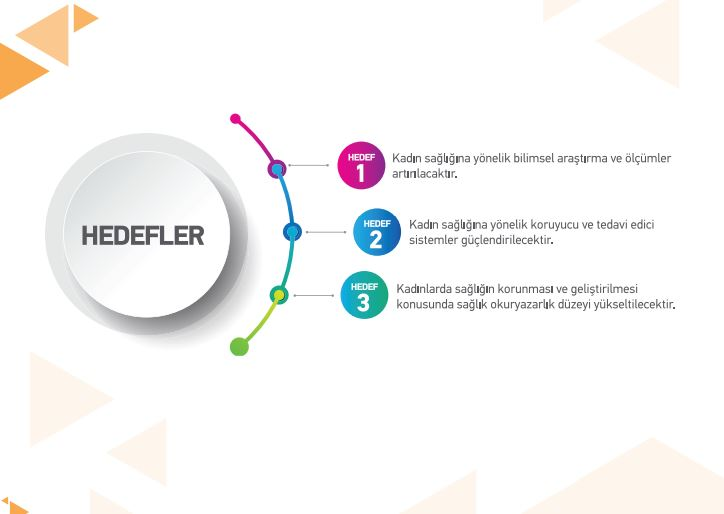 HEDEFLER
HEDEF
1
Kadın sağlığına yönelik bilimsel araştırma ve ölçümler
artırılacaktır.
HEDEF
2
Kadın sağlığına yönelik koruyucu ve tedavi edici
sistemler güçlendirilecektir.
HEDEF
3
Kadınlarda sağlığın korunması ve geliştirilmesi
konusunda sağlık okuryazarlık düzeyi yükseltilecektir.